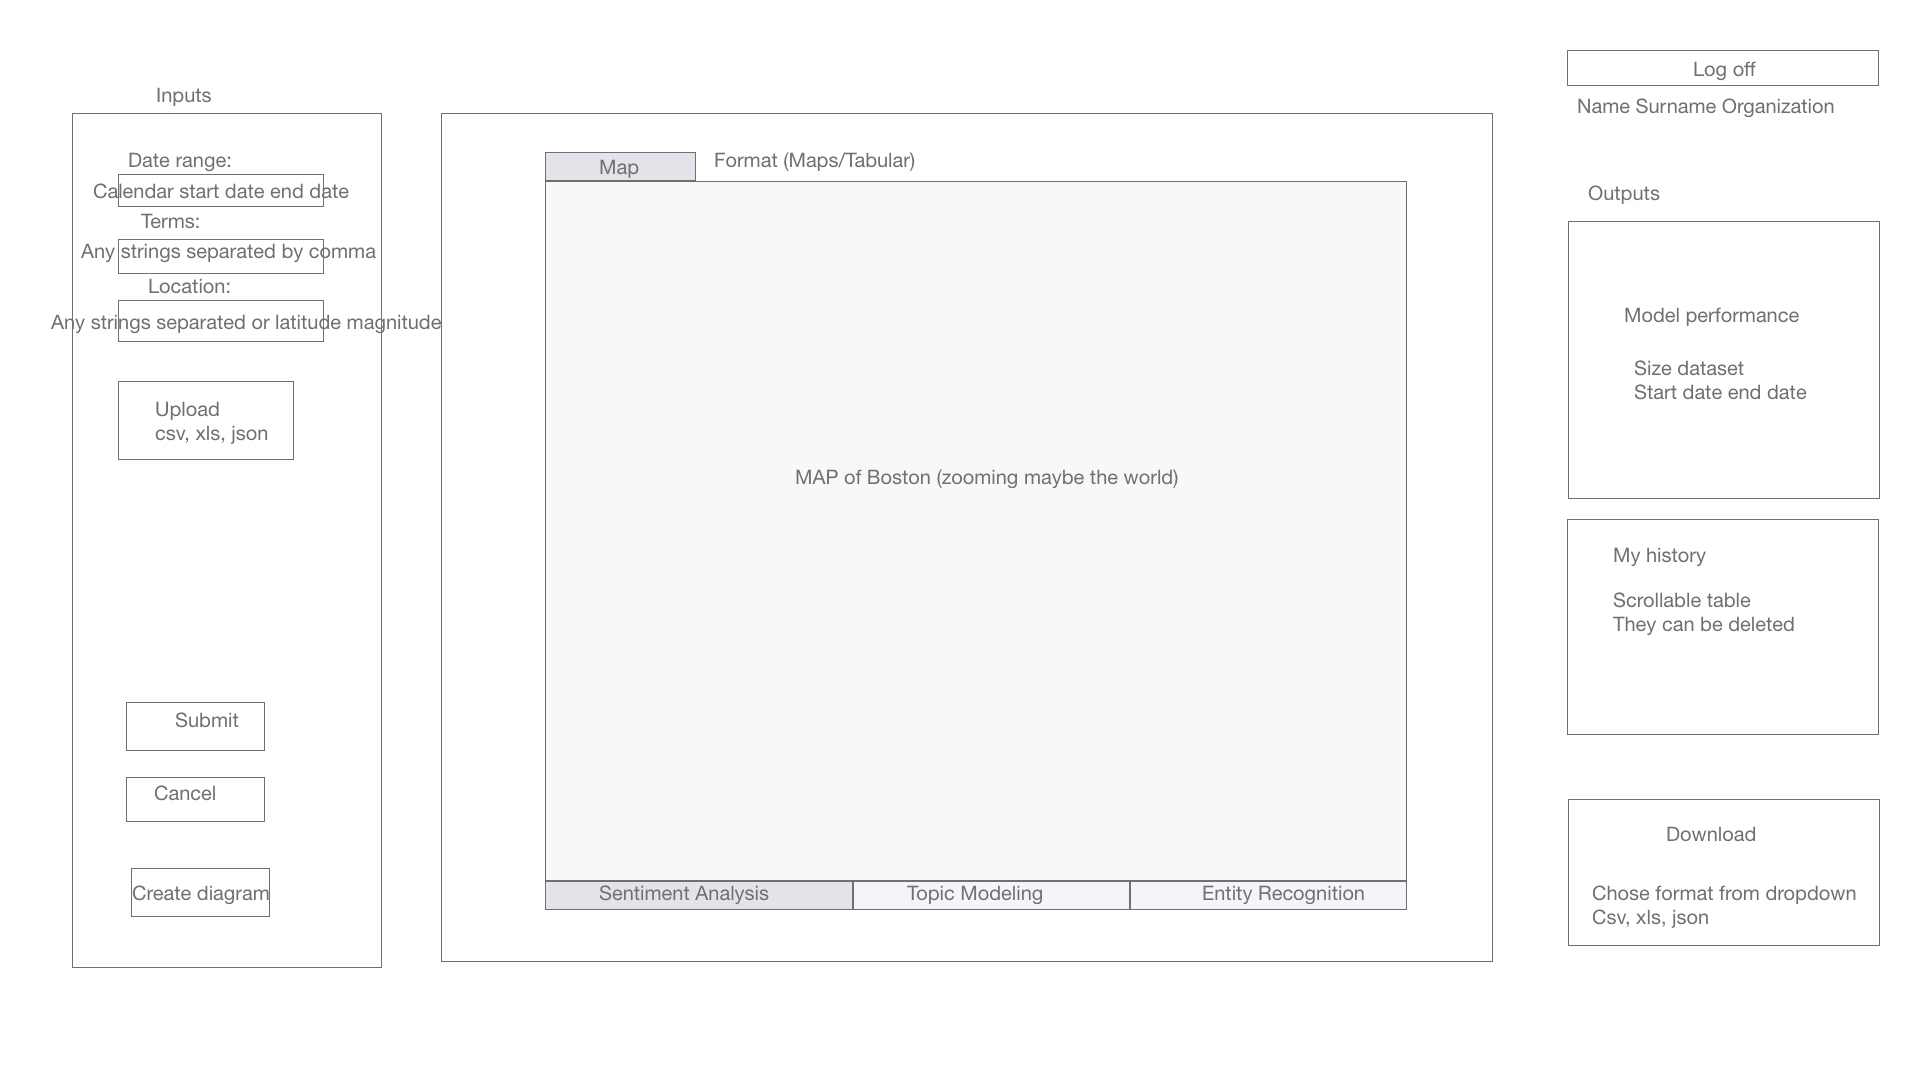 Log off
Name Surname Organization
Inputs
Date range:
Calendar start date end date
Terms:
Any strings separated by comma
Location:
Any strings separated or latitude magnitude
Upload
csv, xls, json
Submit
Cancel
Create diagram
Map
Format (Maps/Tabular)
MAP of Boston (zooming maybe the world)
Sentiment Analysis
Topic Modeling
Entity Recognition
Outputs
Model performance
Size dataset
Start date end date
My history
Scrollable table
They can be deleted
Download
Chose format from dropdown
Csv, xls, json